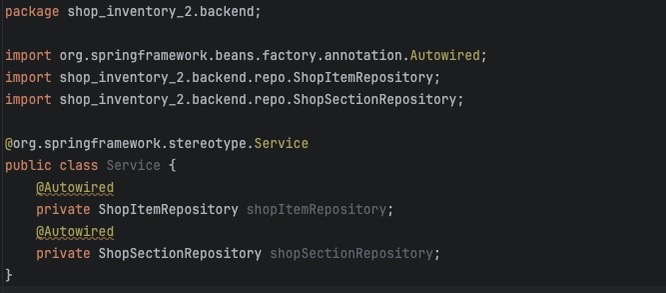 package shop_inventory_2.backend;
import org.springframework.beans.factory.annotation.Autowired;
import shop_inventory_2.backend.repo.ShopItemRepository;
import shop_inventory_2.backend.repo.ShopSectionRepository;
@org.springframework.stereotype.Service
public class Service {
@Autowired
private ShopItemRepository shopItemRepository;
@Autowired
private ShopSectionRepository shopSectionRepository;
}